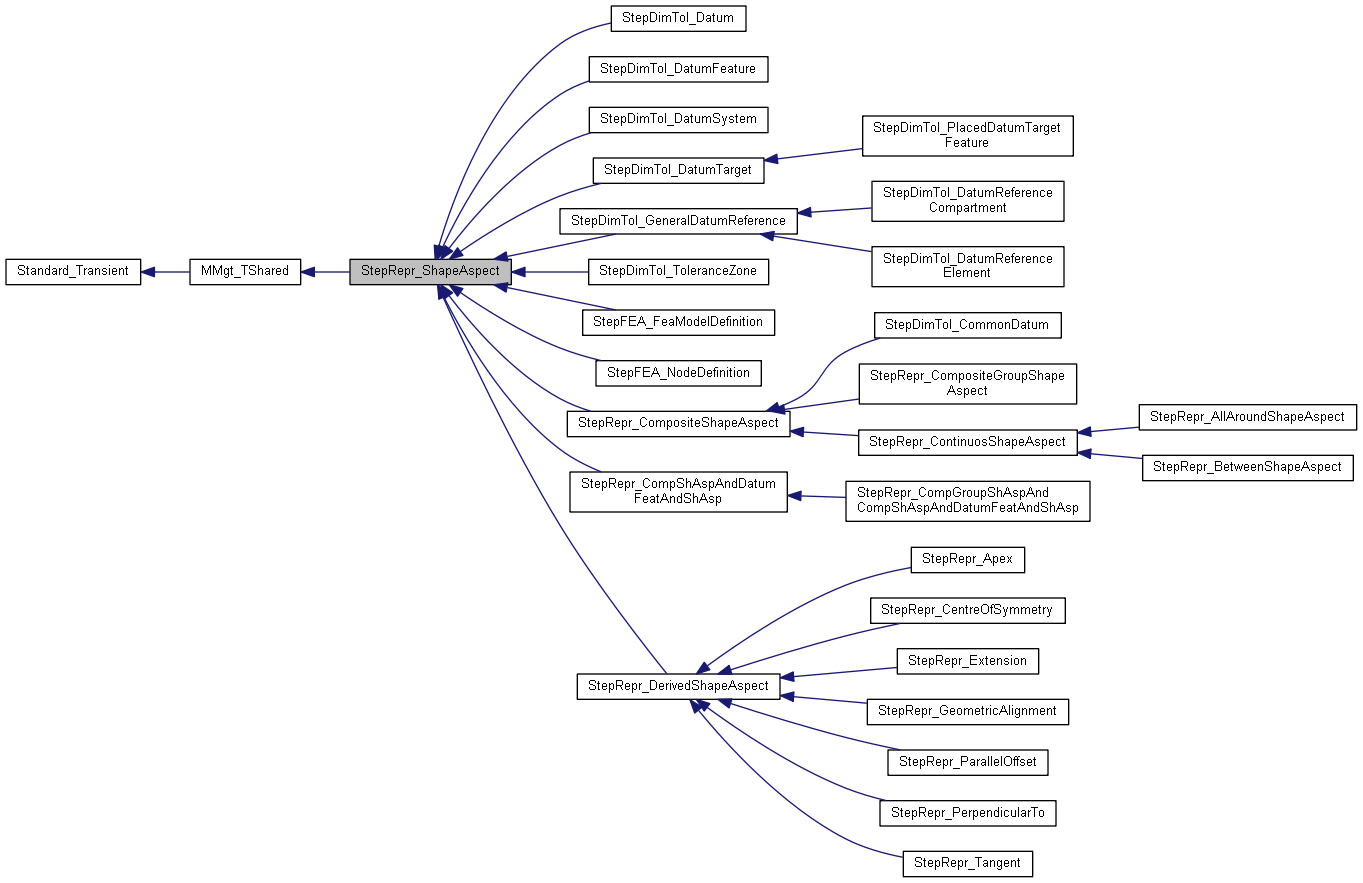 StepDimTol_Datum
StepDimTol_DatumFeature
StepDimTol_DatumSystem
StepDimTol_PlacedDatumTarget
Feature
StepDimTol_DatumTarget
StepDimTol_DatumReference
Compartment
StepDimTol_GeneralDatumReference
StepDimTol_DatumReference
Element
Standard_Transient
MMgt_TShared
StepRepr_ShapeAspect
StepDimTol_ToleranceZone
StepFEA_FeaModelDefinition
StepDimTol_CommonDatum
StepFEA_NodeDefinition
StepRepr_CompositeGroupShape
Aspect
StepRepr_CompositeShapeAspect
StepRepr_AllAroundShapeAspect
StepRepr_ContinuosShapeAspect
StepRepr_BetweenShapeAspect
StepRepr_CompShAspAndDatum
FeatAndShAsp
StepRepr_CompGroupShAspAnd
CompShAspAndDatumFeatAndShAsp
StepRepr_Apex
StepRepr_CentreOfSymmetry
StepRepr_Extension
StepRepr_DerivedShapeAspect
StepRepr_GeometricAlignment
StepRepr_ParallelOffset
StepRepr_PerpendicularTo
StepRepr_Tangent